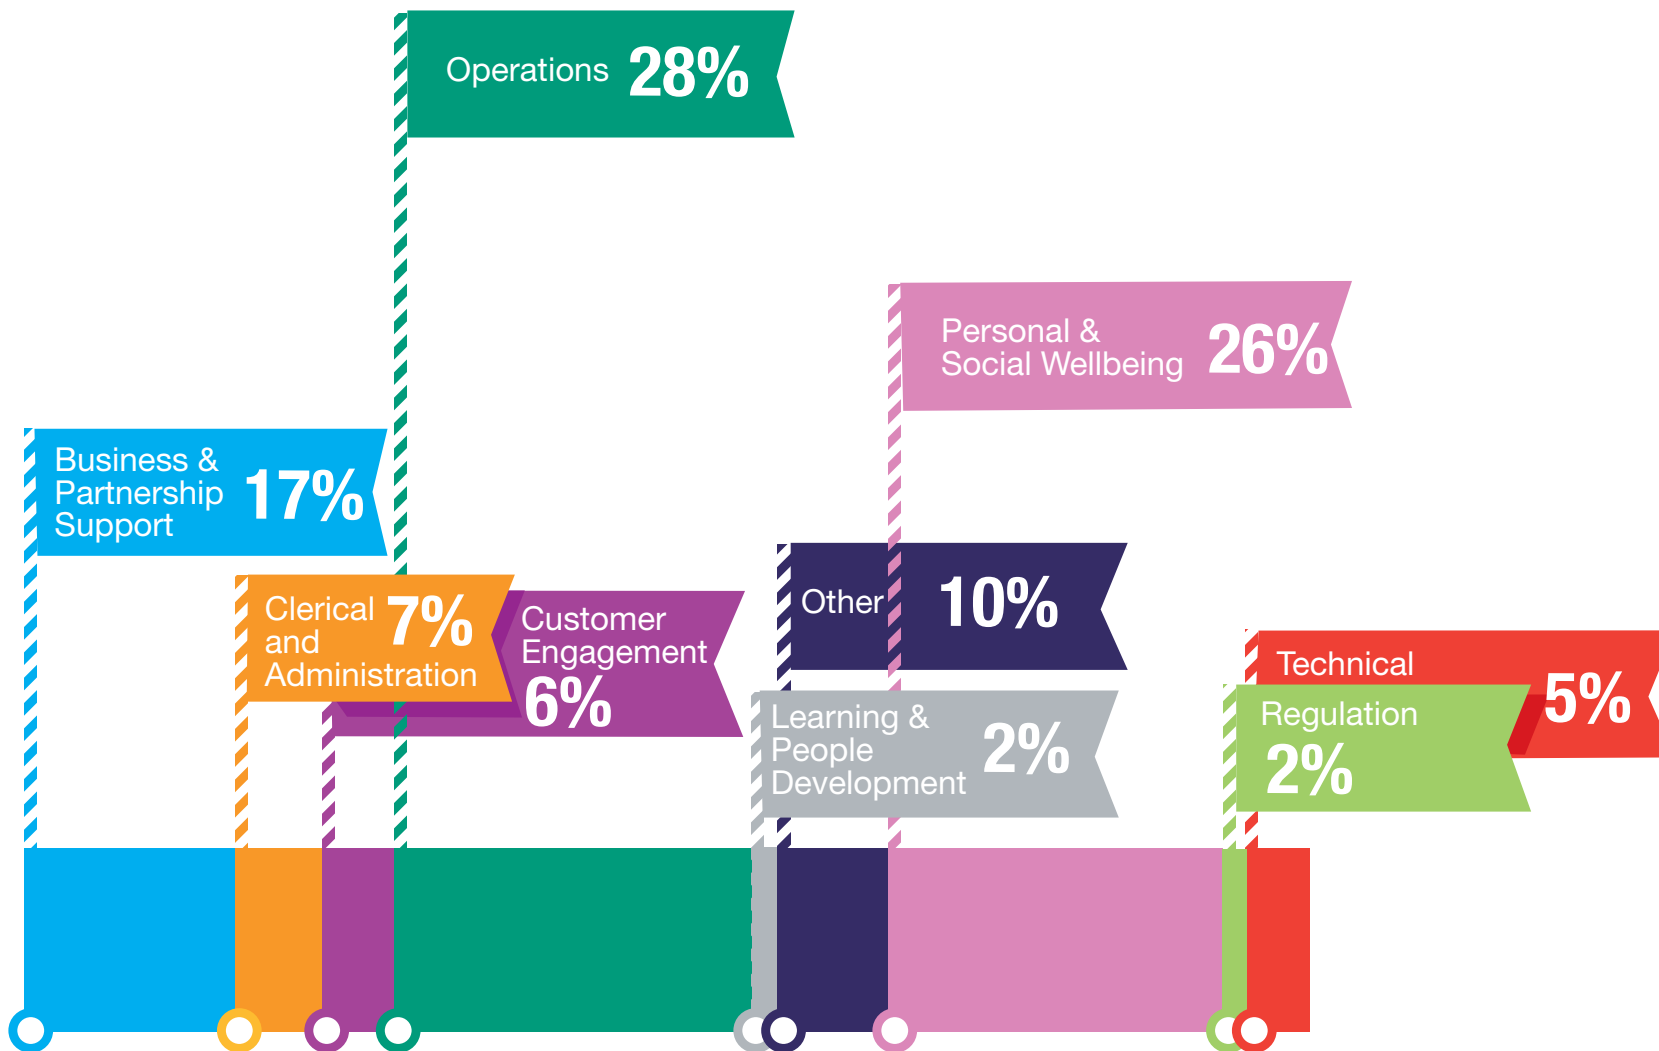 Operations 28%
Personal &
Social Wellbeing 26%
Business &
Partnership
Support 17%
Clerical
and
Administration 7%
Customer
Engagement
6%
Other 10%
Learning &
People
Development 2%
Technical
5%
Regulation
2%